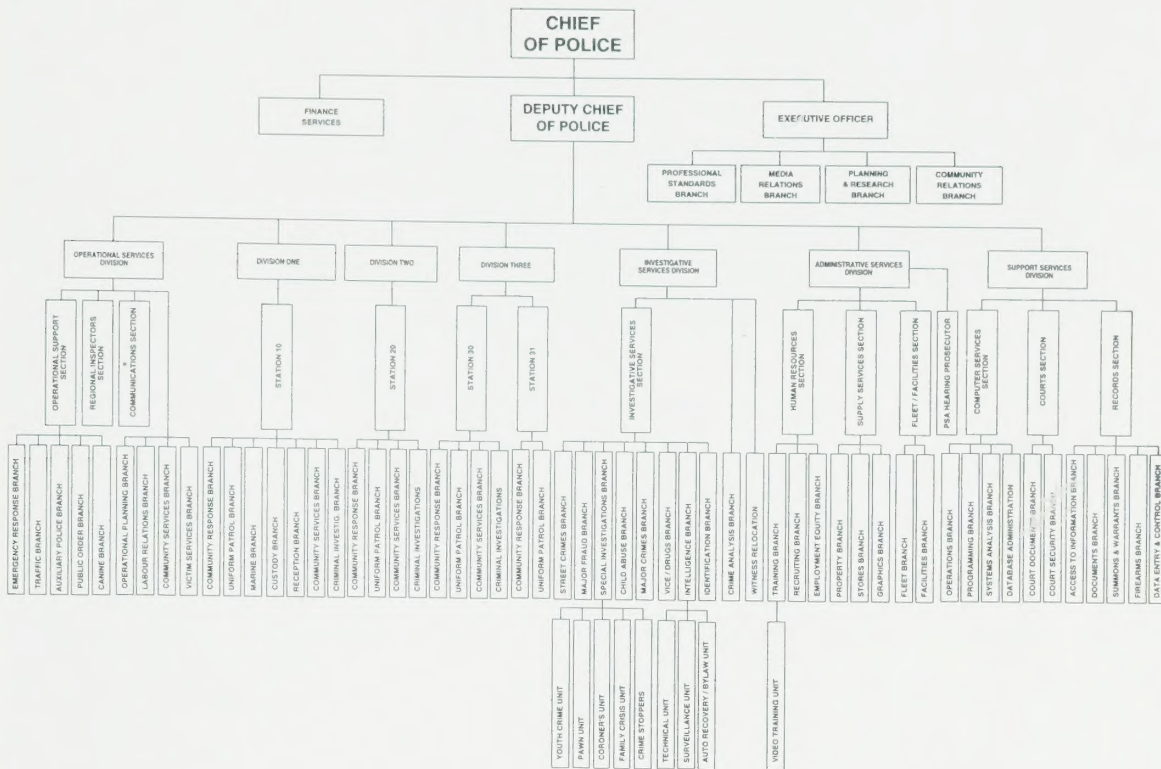 CHIEF
OF POLICE
FINANCE
SERVICES
DEPUTY CHIEF
OF POLICE
EXECUTIVE OFFICER
PROFESSIONAL
STANDARDS
BRANCH
MEDIA
RELATIONS
BRANCH
PLANNING
& RESEARCH
BRANCH
COMMUNITY
RELATIONS
BRANCH
OPERATIONAL SERVICES
DIVISION
DIVISION ONE
DIVISION TWO
DIVISION THREE
INVESTIGATIVE
SERVICES DIVISION
ADMINISTRATIVE SERVICES
DIVISION
SUPPORT SERVICES
DIVISION
OPERATIONAL SUPPORT
SECTION
REGIONAL INSPECTORS
SECTION
*
COMMUNICATIONS SECTION
STATION 10
STATION 20
STATION 30
STATION 31
INVESTIGATIVE SERVICES
SECTION
HUMAN RESOURCES
SECTION
SUPPLY SERVICES SECTION
FLEET / FACILITIES SECTION
PSA HEARING PROSECUTOR
COMPUTER SERVICES
SECTION
COURTS SECTION
RECORDS SECTION
EMERGENCY RESPONSE BRANCH
TRAFFIC BRANCH
AUXILIARY POLICE BRANCH
PUBLIC ORDER BRANCH
CANINE BRANCH
OPERATIONAL PLANNING BRANCH
LABOUR RELATIONS BRANCH
COMMUNITY SERVICES BRANCH
VICTIM SERVICES BRANCH
COMMUNITY RESPONSE BRANCH
UNIFORM PATROL BRANCH
MARINE BRANCH
CUSTODY BRANCH
RECEPTION BRANCH
COMMUNITY SERVICES BRANCH
CRIMINAL INVESTIG. BRANCH
COMMUNITY RESPONSE BRANCH
UNIFORM PATROL BRANCH
COMMUNITY SERVICES BRANCH
CRIMINAL INVESTIGATIONS
COMMUNITY RESPONSE BRANCH
UNIFORM PATROL BRANCH
COMMUNITY SERVICES BRANCH
CRIMINAL INVESTIGATIONS
COMMUNITY RESPONSE BRANCH
UNIFORM PATROL BRANCH
STREET CRIMES BRANCH
MAJOR FRAUD BRANCH
SPECIAL INVESTIGATIONS BRANCH
CHILD ABUSE BRANCH
MAJOR CRIMES BRANCH
VICE / DRUGS BRANCH
INTELLIGENCE BRANCH
IDENTIFICATION BRANCH
CRIME ANALYSIS BRANCH
WITNESS RELOCATION
TRAINING BRANCH
RECRUITING BRANCH
EMPLOYMENT EQUITY BRANCH
PROPERTY BRANCH
STORES BRANCH
GRAPHICS BRANCH
FLEET BRANCH
FACILITIES BRANCH
OPERATIONS BRANCH
PROGRAMMING BRANCH
SYSTEMS ANALYSIS BRANCH
DATABASE ADMINISTRATION
COURT DOCUMENT BRANCH
COURT SECURITY BRANCH
ACCESS TO INFORMATION BRANCH
DOCUMENTS BRANCH
SUMMONS & WARRANTS BRANCH
FIREARMS BRANCH
DATA ENTRY & CONTROL BRANCH
YOUTH CRIME UNIT
PAWN UNIT
CORONER'S UNIT
FAMILY CRISIS UNIT
CRIME STOPPERS
TECHNICAL UNIT
SURVEILLANCE UNIT
AUTO RECOVERY / BYLAW UNIT
VIDEO TRAINING UNIT